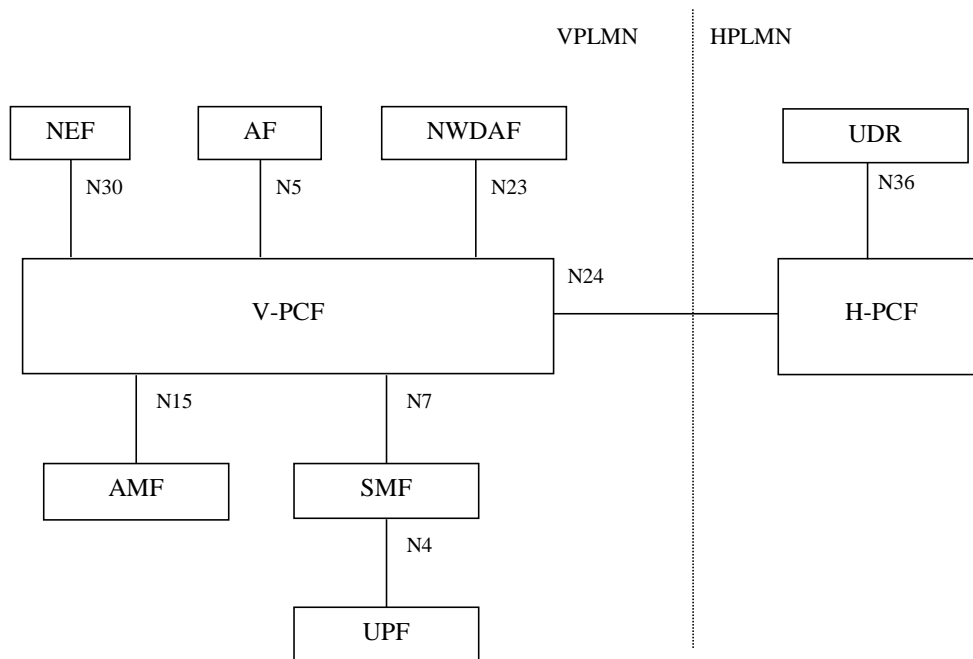 VPLMN
HPLMN
NEF
AF
NWDAF
UDR
N30
N5
N23
N36
N24
V-PCF
H-PCF
N15
N7
AMF
SMF
N4
UPF